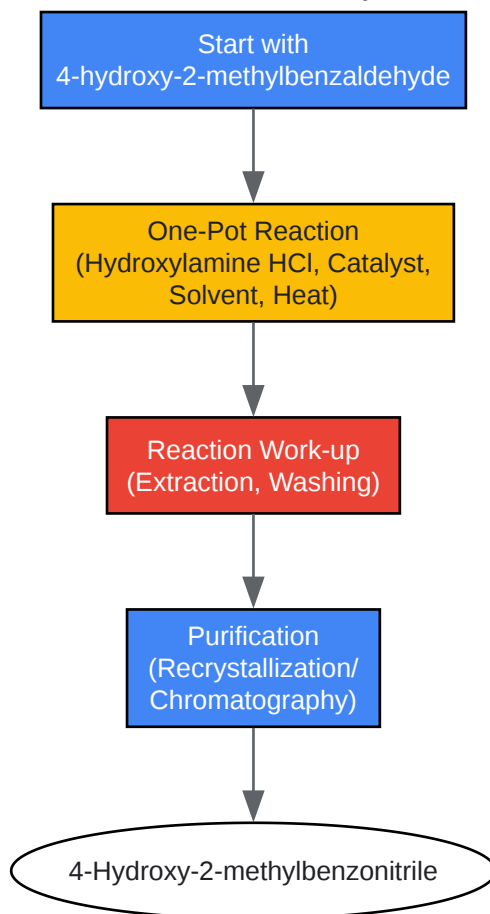 Start with
4-hydroxy-2-methylbenzaldehyde
One-Pot Reaction
(Hydroxylamine HCl, Catalyst,
Solvent, Heat)
Reaction Work-up
(Extraction, Washing)
Purification
(Recrystallization/
Chromatography)
4-Hydroxy-2-methylbenzonitrile